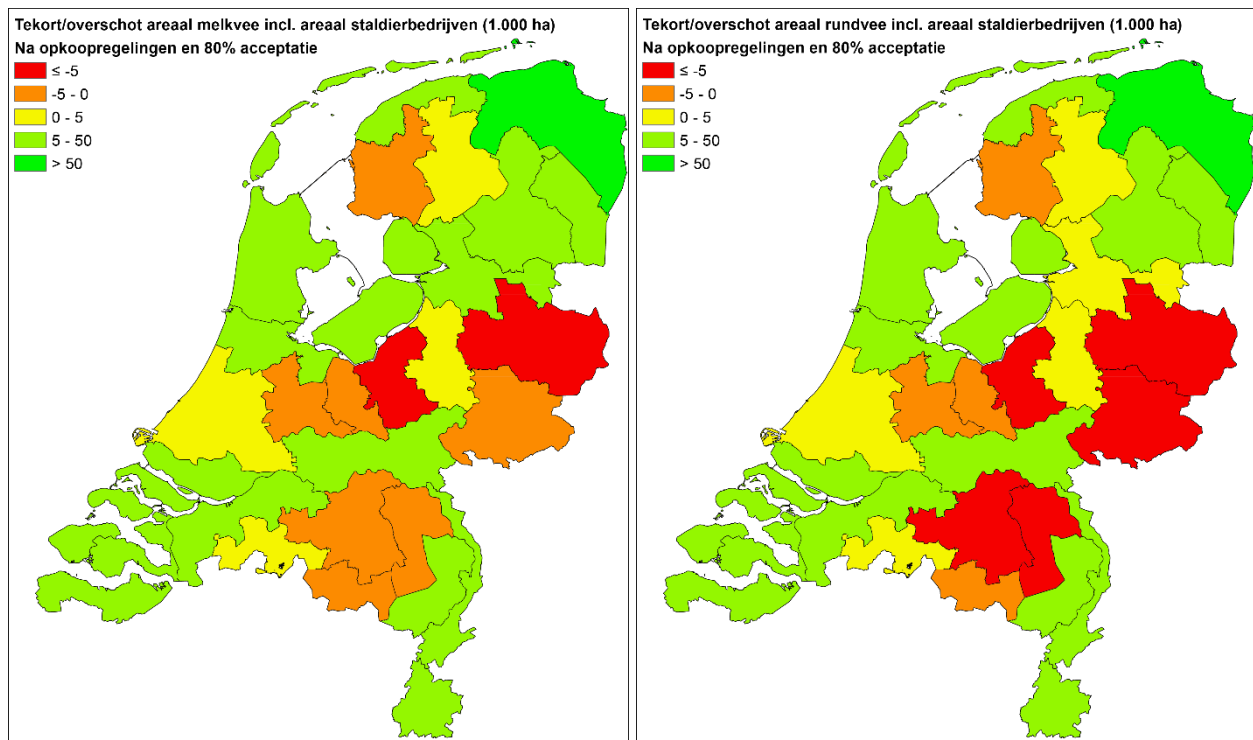 Tekort/overschot areaal melkvee incl. areaal staldierbedrijven (1.000 ha)
Na opkoopregelingen en 80% acceptatie
≤ -5
-5 - 0
0 - 5
5 - 50
> 50
Tekort/overschot areaal rundvee incl. areaal staldierbedrijven (1.000 ha)
Na opkoopregelingen en 80% acceptatie
≤ -5
-5 - 0
0 - 5
5 - 50
> 50